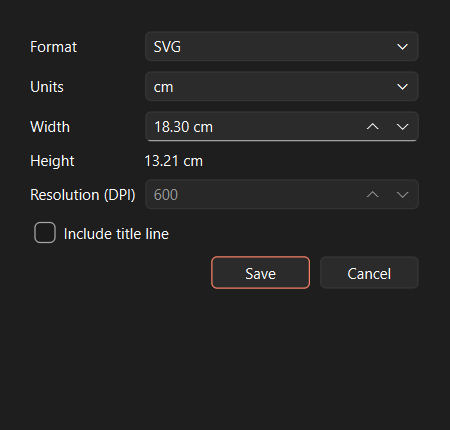 Format SVG
Units cm
Width 18.30 cm
Height 13.21 cm
Resolution (DPI) 600
Include title line
Save Cancel